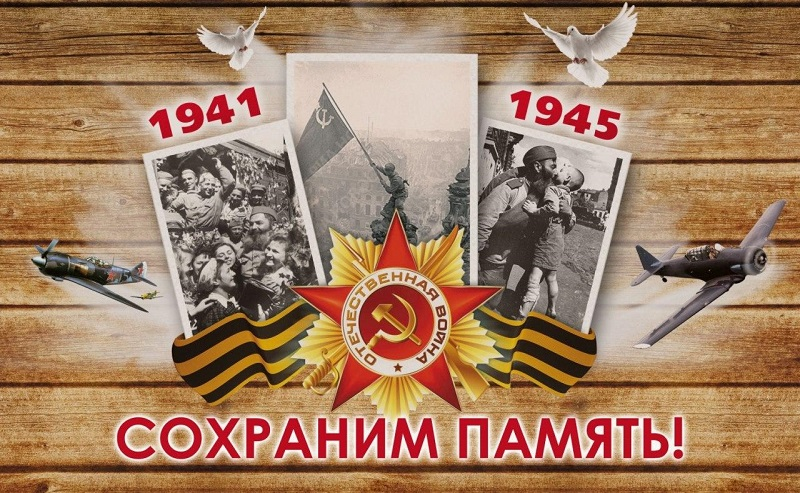 1941
1945
ОТЕЧЕСТВЕННАЯ ВОЙНА
СОХРАНИМ ПАМЯТЬ!